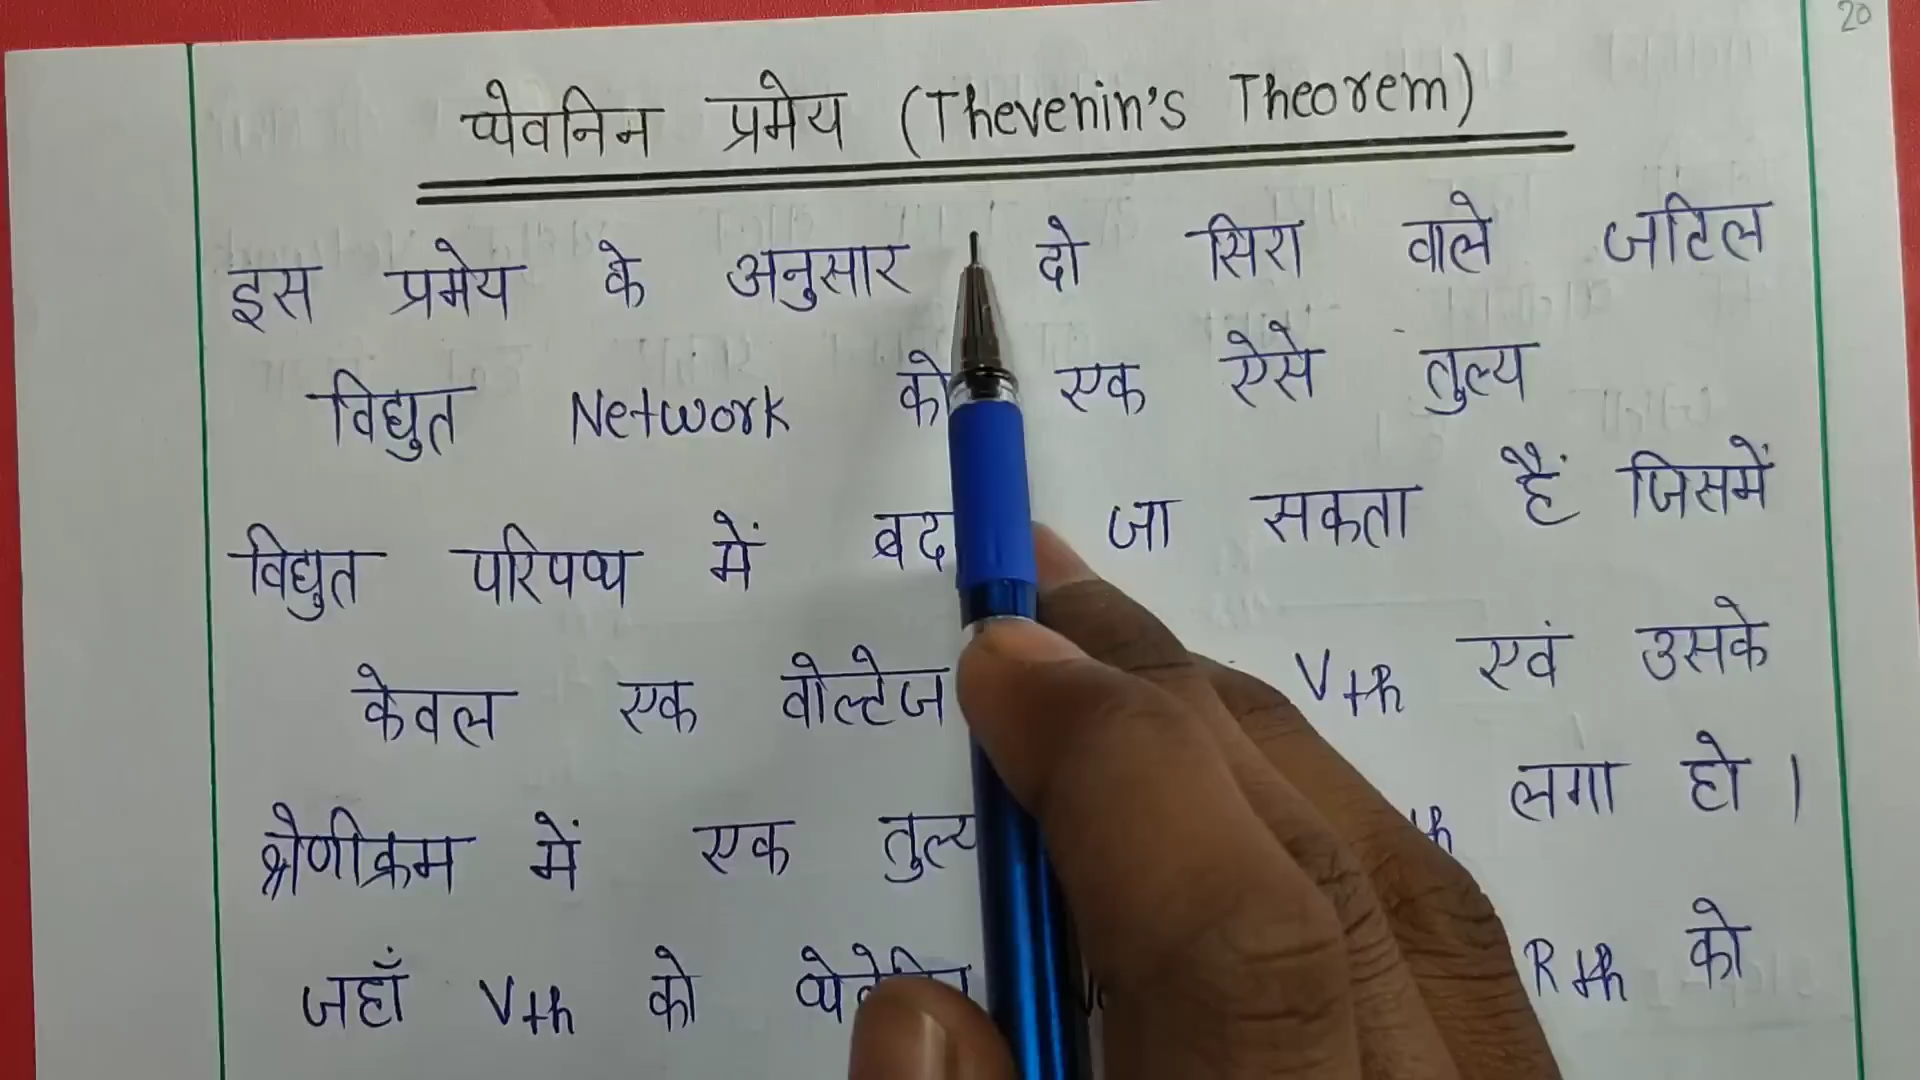 20
थेवनिन प्रमेय (Thevenin's Theorem)
इस प्रमेय के अनुसार दो सिरा वाले जटिल
विद्युत Network को एक ऐसे तुल्य
विद्युत परिपथ में जा सकता हैं जिसमें
केवल एक वोल्टेज Vth एवं उसके
श्रेणीक्रम में एक लगा हो।
जहाँ Vth को Rth को